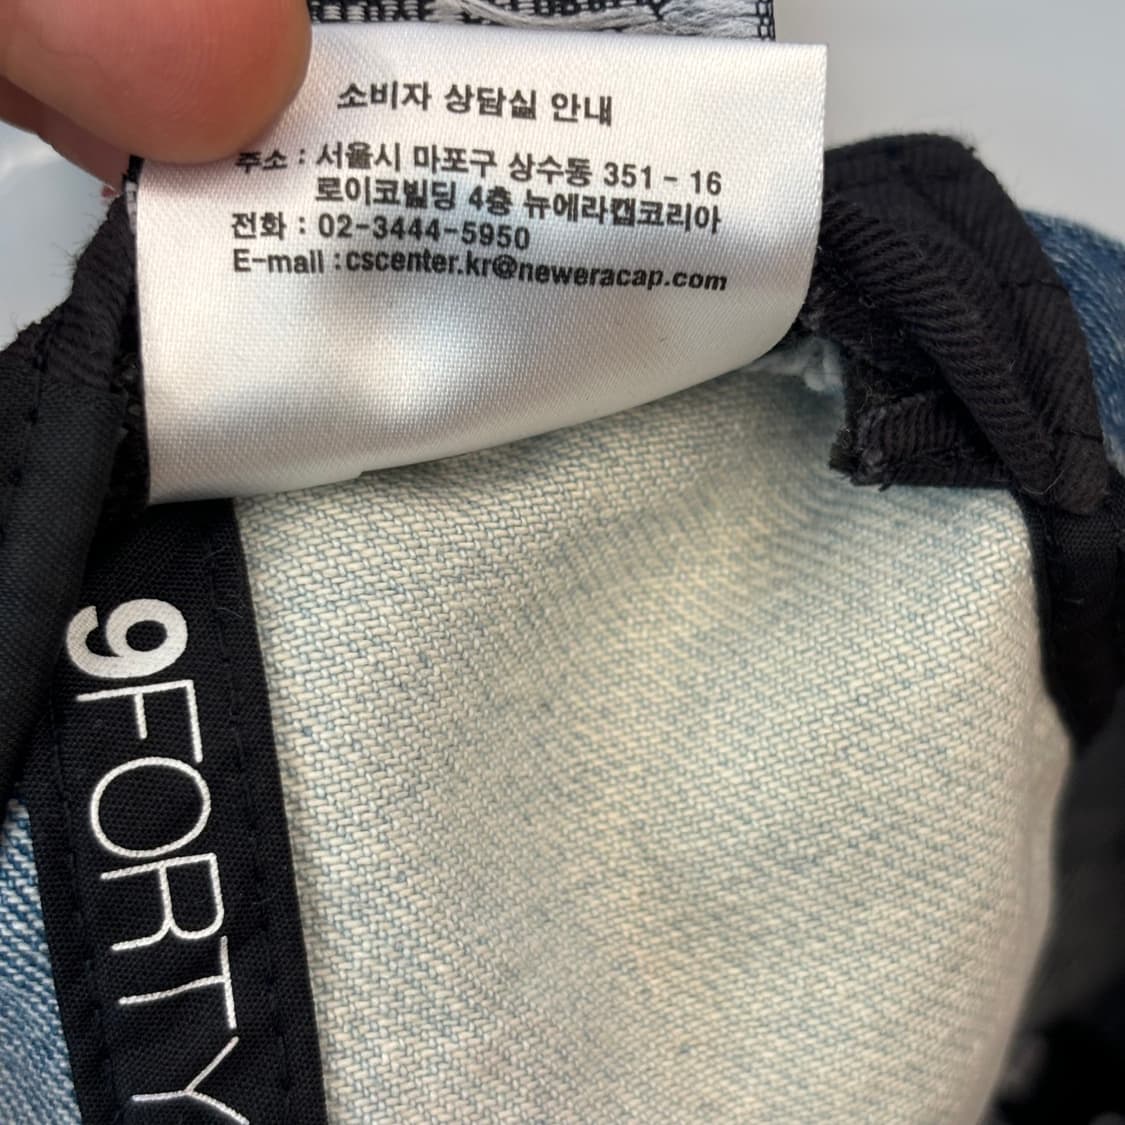 소비자 상담실 안내
주소 : 서울시 마포구 상수동 351 - 16
로이코빌딩 4층 뉴에라캡코리아
전화 : 02-3444-5950
E-mail :cscenter.kr@neweracap.com
9FORTY